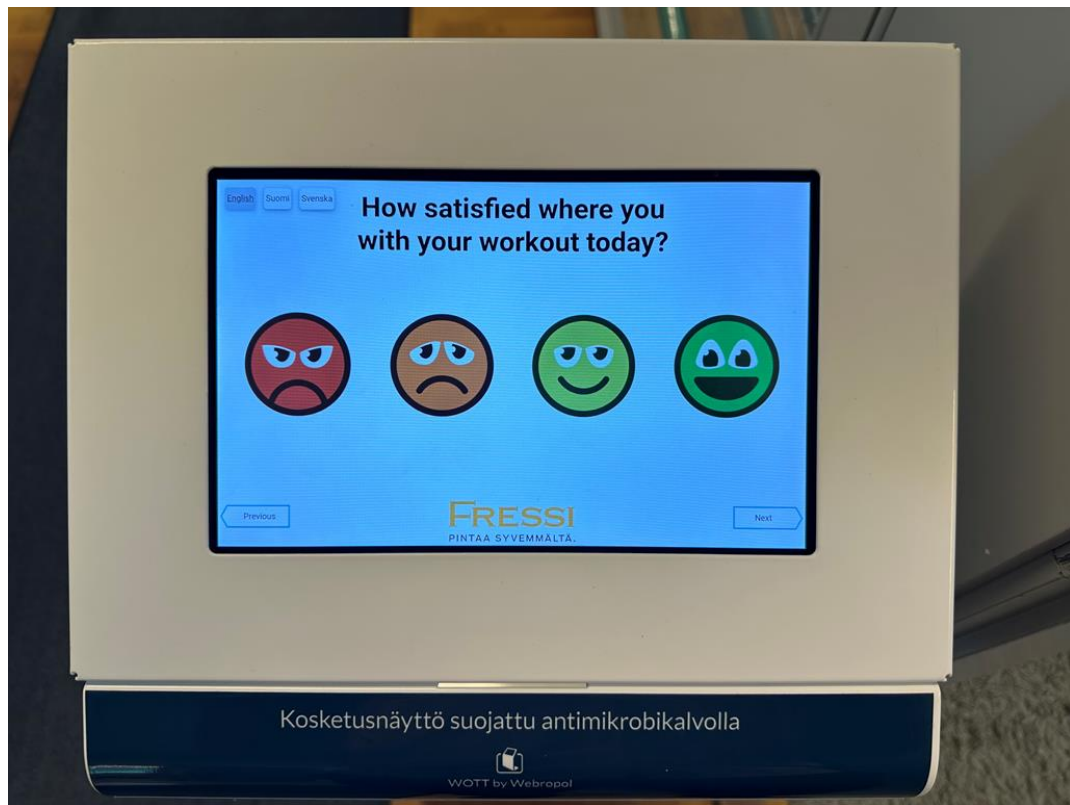 English Suomi Svenska
How satisfied where you
with your workout today?
Previous
FRESSI
PINTAA SYVEMMÄLTÄ.
Next
Kosketusnäyttö suojattu antimikrobikalvolla
WOTT by Webropol